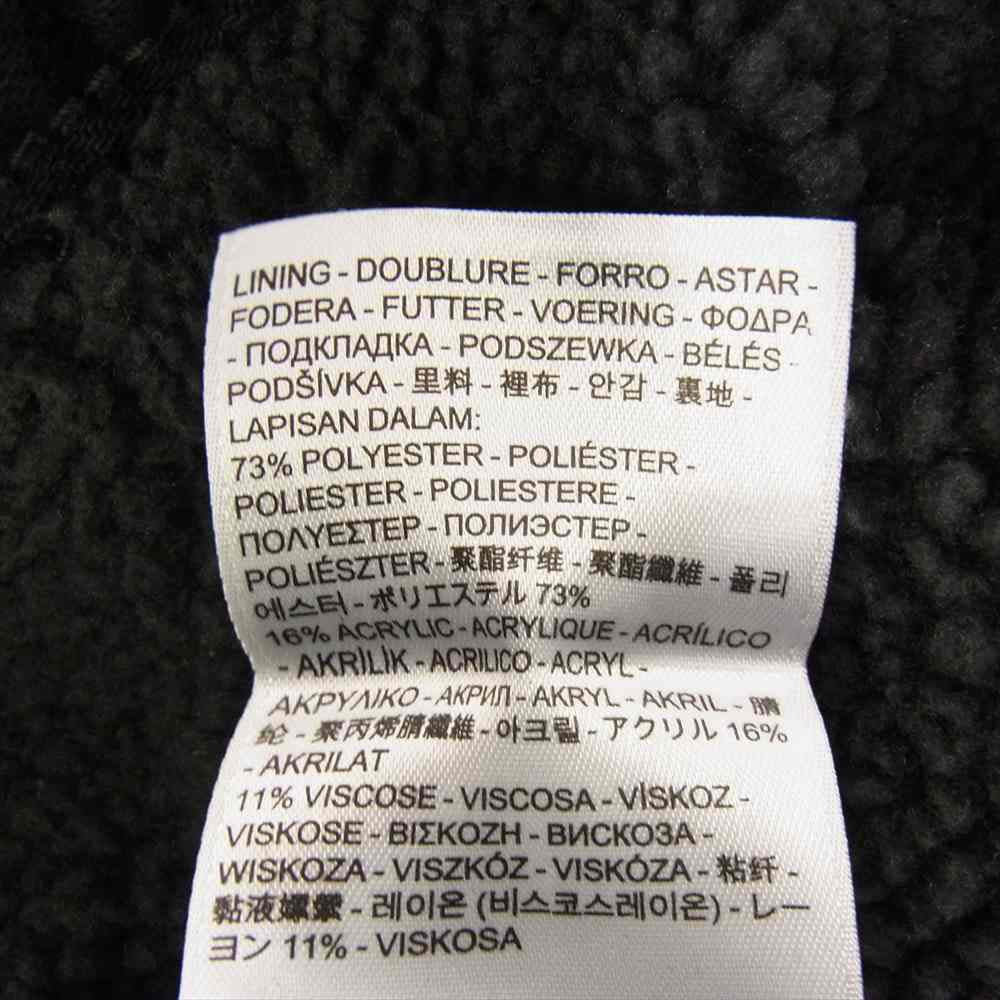 LINING - DOUBLURE - FORRO - ASTAR -
FODERA - FUTTER - VOERING - ΦΟΔΡΑ
- ПОДКЛАДКА - PODSZEWKA - BÉLÉS -
PODŠÍVKA - 里料 - 裡布 - 안감 - 裏地 -
LAPISAN DALAM:
73% POLYESTER - POLIÉSTER -
POLIESTER - POLIESTERE -
ΠΟΛΥΕΣΤΕΡ - ПОЛИЭСТЕР -
POLIÉSZTER - 聚酯纤维 - 聚酯纖維 - 폴리
에스터 - ポリエステル 73%
16% ACRYLIC - ACRYLIQUE - ACRÍLICO
- AKRİLİK - ACRILICO - ACRYL -
ΑΚΡΥΛΙΚΟ - АКРИЛ - AKRYL - AKRIL - 腈
纶 - 聚丙烯腈纖維 - 아크릴 - アクリル 16%
- AKRILAT
11% VISCOSE - VISCOSA - VİSKOZ -
VISKOSE - ΒΙΣΚΟΖΗ - ВИСКОЗА -
WISKOZA - VISZKÓZ - VISKÓZA - 粘纤 -
黏液嫘縈 - 레이온 (비스코스레이온) - レー
ヨン 11% - VISKOSA